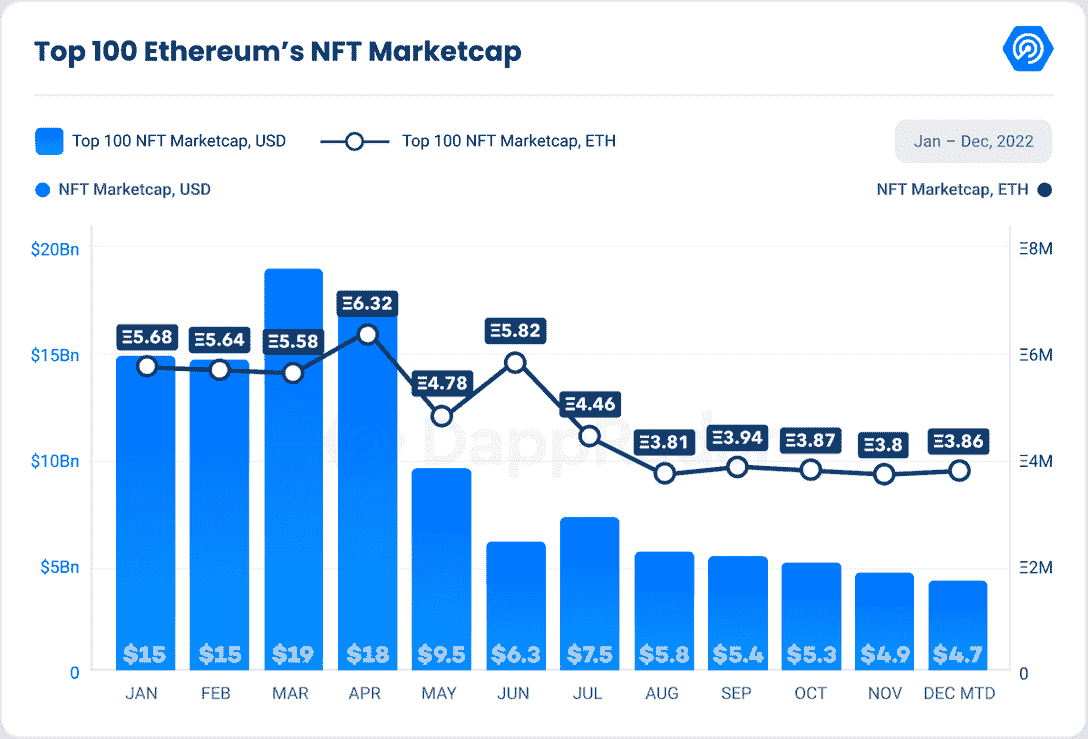 Top 100 Ethereum’s NFT Marketcap
Top 100 NFT Marketcap, USD
Top 100 NFT Marketcap, ETH
Jan – Dec, 2022
NFT Marketcap, USD
NFT Marketcap, ETH
$20Bn
$15Bn
$10Bn
$5Bn
0
Ξ8M
Ξ6M
Ξ4M
Ξ2M
0
Ξ5.68
Ξ5.64
Ξ5.58
Ξ6.32
Ξ4.78
Ξ5.82
Ξ4.46
Ξ3.81
Ξ3.94
Ξ3.87
Ξ3.8
Ξ3.86
$15
$15
$19
$18
$9.5
$6.3
$7.5
$5.8
$5.4
$5.3
$4.9
$4.7
JAN
FEB
MAR
APR
MAY
JUN
JUL
AUG
SEP
OCT
NOV
DEC MTD